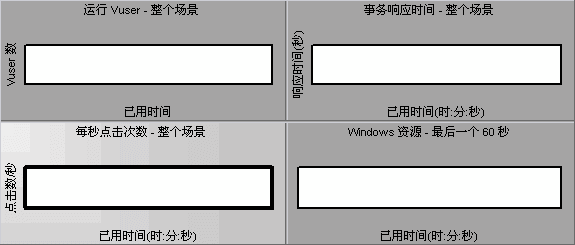 运行 Vuser - 整个场景
Vuser 数
已用时间
事务响应时间 - 整个场景
响应时间(秒)
已用时间(时:分:秒)
每秒点击次数 - 整个场景
点击数/秒
已用时间(时:分:秒)
Windows 资源 - 最后一个 60 秒
已用时间(时:分:秒)